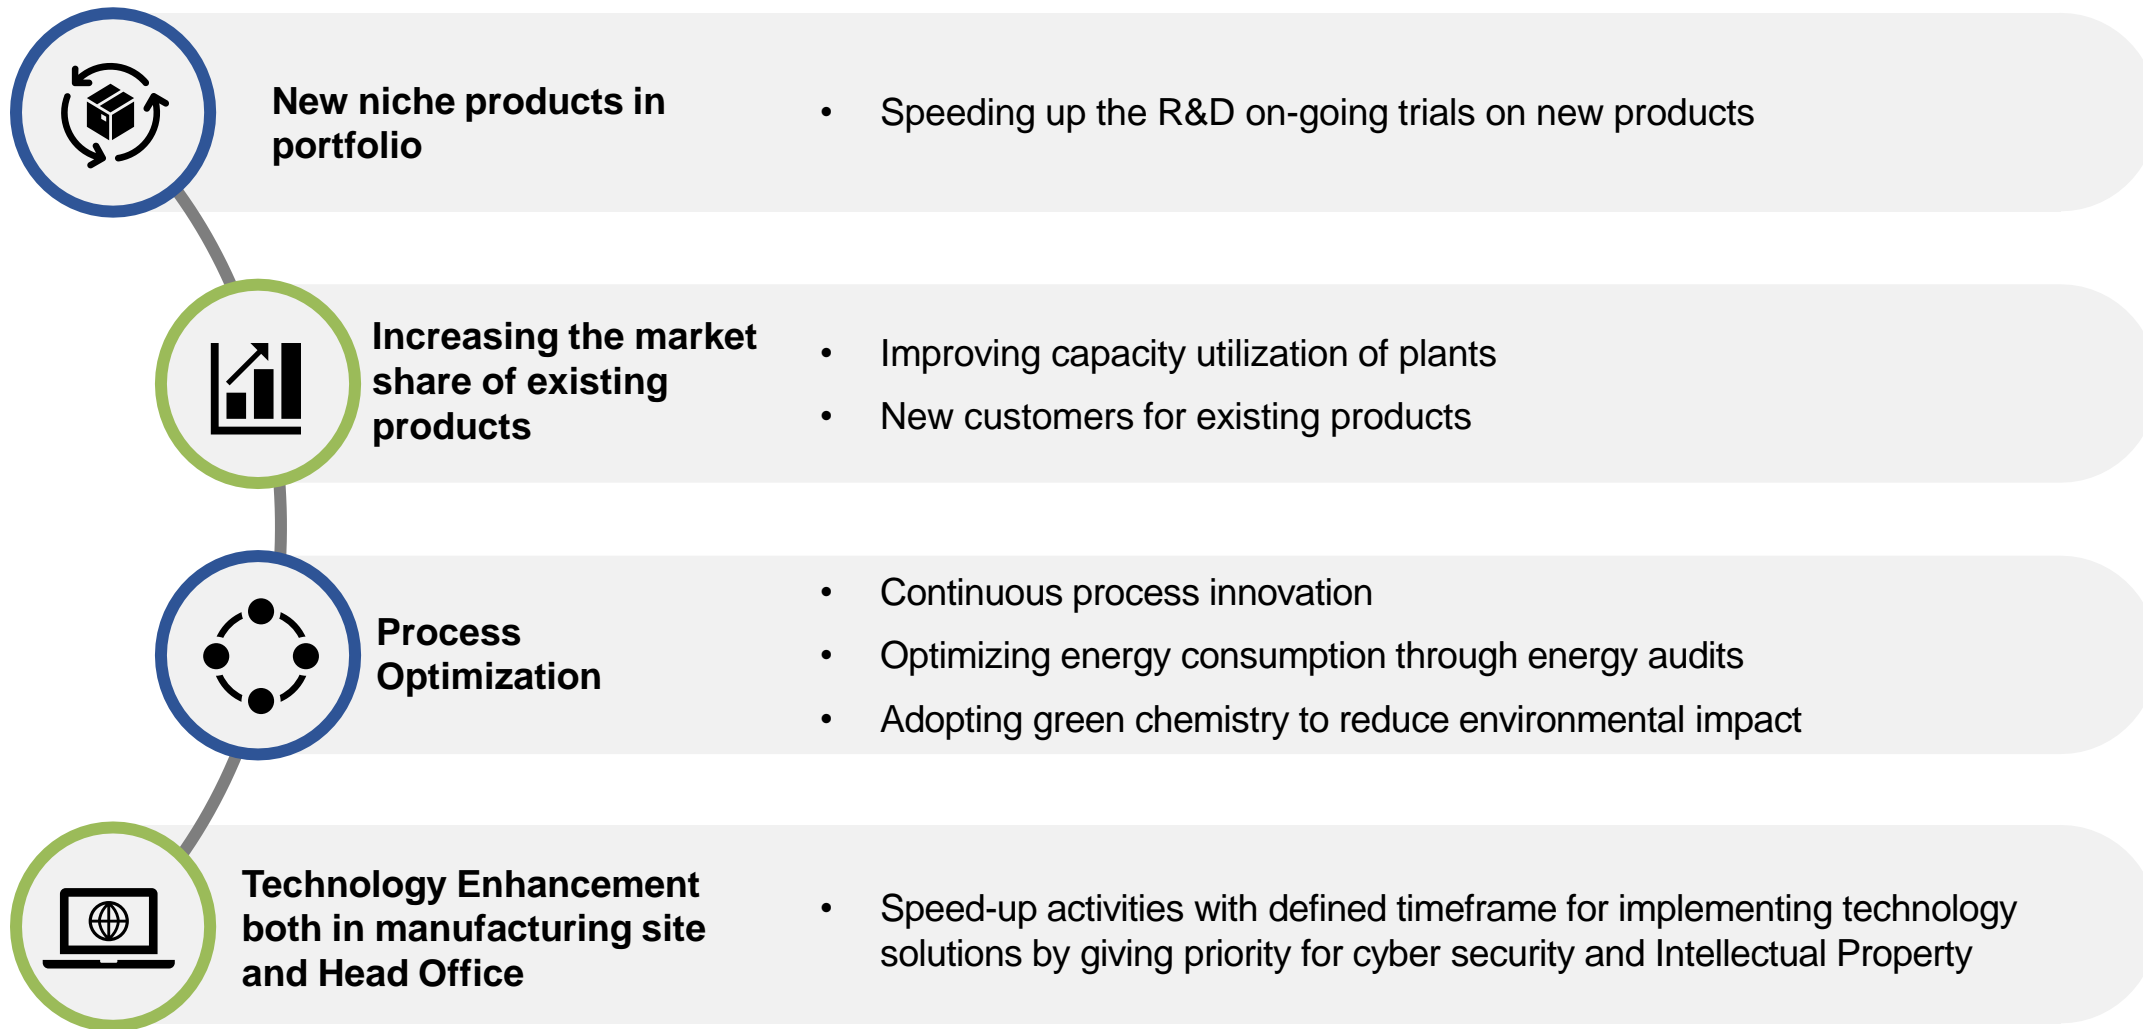 New niche products in
portfolio
• Speeding up the R&D on-going trials on new products
Increasing the market
share of existing
products
• Improving capacity utilization of plants
• New customers for existing products
Process
Optimization
• Continuous process innovation
• Optimizing energy consumption through energy audits
• Adopting green chemistry to reduce environmental impact
Technology Enhancement
both in manufacturing site
and Head Office
• Speed-up activities with defined timeframe for implementing technology
solutions by giving priority for cyber security and Intellectual Property